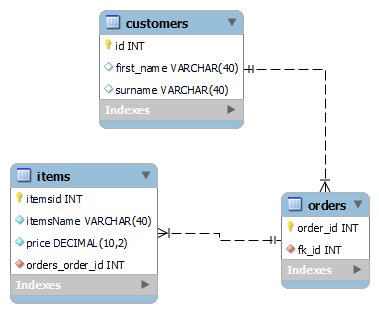 customers
id INT
first_name VARCHAR(40)
surname VARCHAR(40)
Indexes
items
itemsid INT
itemsName VARCHAR(40)
price DECIMAL(10,2)
orders_order_id INT
Indexes
orders
order_id INT
fk_id INT
Indexes